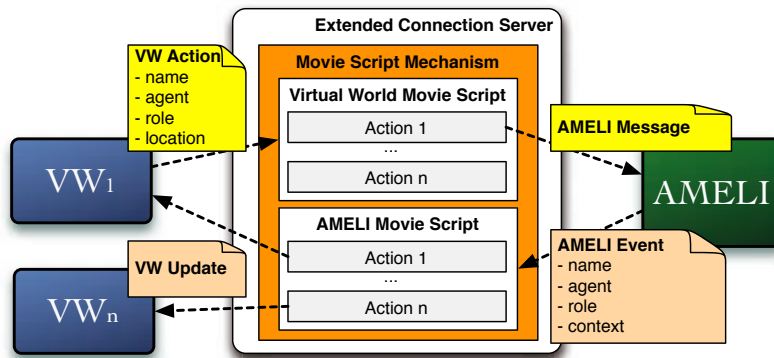 Extended Connection Server
Movie Script Mechanism
VW Action
- name
- agent
- role
- location
Virtual World Movie Script
Action 1
...
Action n
AMELI Message
VW1
AMELI
AMELI Movie Script
Action 1
...
Action n
VW Update
VWn
AMELI Event
- name
- agent
- role
- context